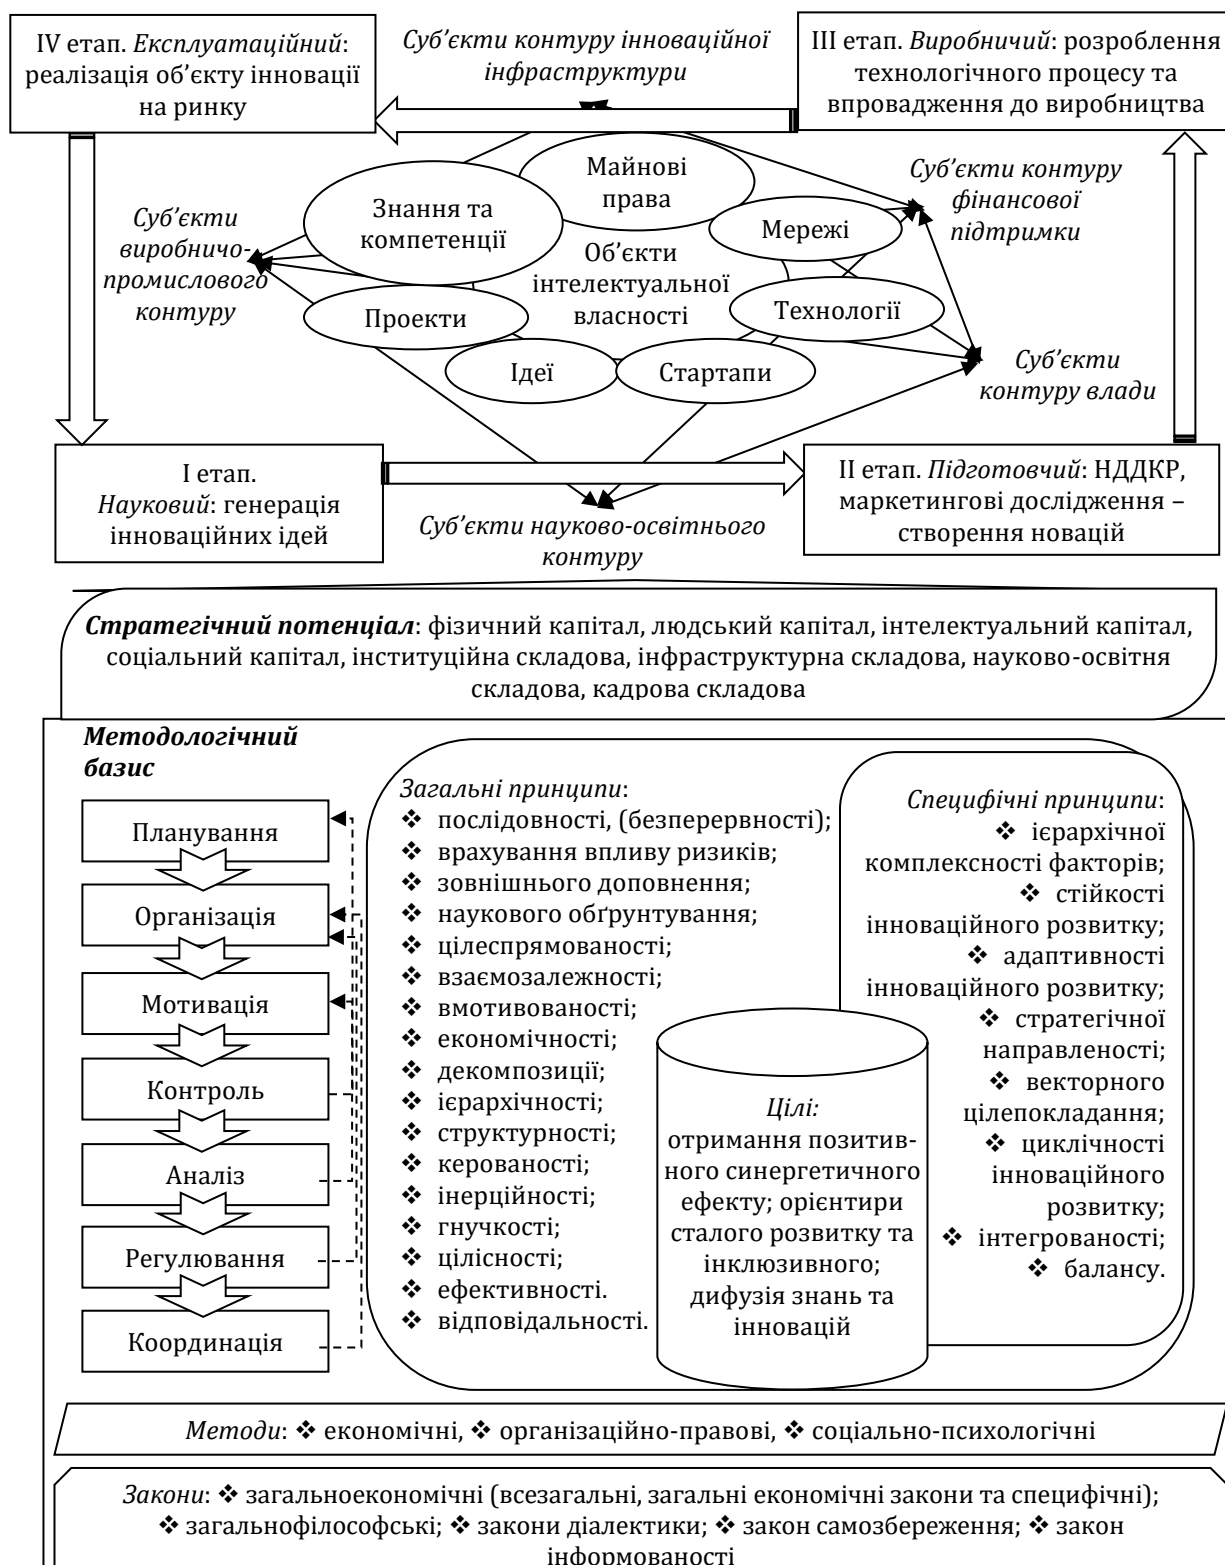 IV етап. Експлуатаційний:
реалізація об’єкту інновації
на ринку
Суб’єкти контуру інноваційної
інфраструктури
III етап. Виробничий: розроблення
технологічного процесу та
впровадження до виробництва
Суб’єкти
виробничо-
промислового
контуру
Знання та
компетенції
Майнові
права
Мережі
Суб’єкти контуру
фінансової
підтримки
Об’єкти
інтелектуальної
власності
Проекти
Ідеї
Стартапи
Технології
Суб’єкти
контуру влади
I етап.
Науковий: генерація
інноваційних ідей
Суб’єкти науково-освітнього
контуру
II етап. Підготовчий: НДДКР,
маркетингові дослідження –
створення новацій
Стратегічний потенціал: фізичний капітал, людський капітал, інтелектуальний капітал,
соціальний капітал, інституційна складова, інфраструктурна складова, науково-освітня
складова, кадрова складова
Методологічний
базис
Планування
Організація
Мотивація
Контроль
Аналіз
Регулювання
Координація
Загальні принципи:
❖ послідовності, (безперервності);
❖ врахування впливу ризиків;
❖ зовнішнього доповнення;
❖ наукового обґрунтування;
❖ цілеспрямованості;
❖ взаємозалежності;
❖ вмотивованості;
❖ економічності;
❖ декомпозиції;
❖ ієрархічності;
❖ структурності;
❖ керованості;
❖ інерційності;
❖ гнучкості;
❖ цілісності;
❖ ефективності.
❖ відповідальності.
Цілі:
отримання позитив-
ного синергетичного
ефекту; орієнтири
сталого розвитку та
інклюзивного;
дифузія знань та
інновацій
Специфічні принципи:
❖ ієрархічної
комплексності факторів;
❖ стійкості
інноваційного розвитку;
❖ адаптивності
інноваційного розвитку;
❖ стратегічної
направленості;
❖ векторного
цілепокладання;
❖ циклічності
інноваційного
розвитку;
❖ інтегрованості;
❖ балансу.
Методи: ❖ економічні, ❖ організаційно-правові, ❖ соціально-психологічні
Закони: ❖ загальноекономічні (всезагальні, загальні економічні закони та специфічні);
❖ загальнофілософські; ❖ закони діалектики; ❖ закон самозбереження; ❖ закон
інформованості